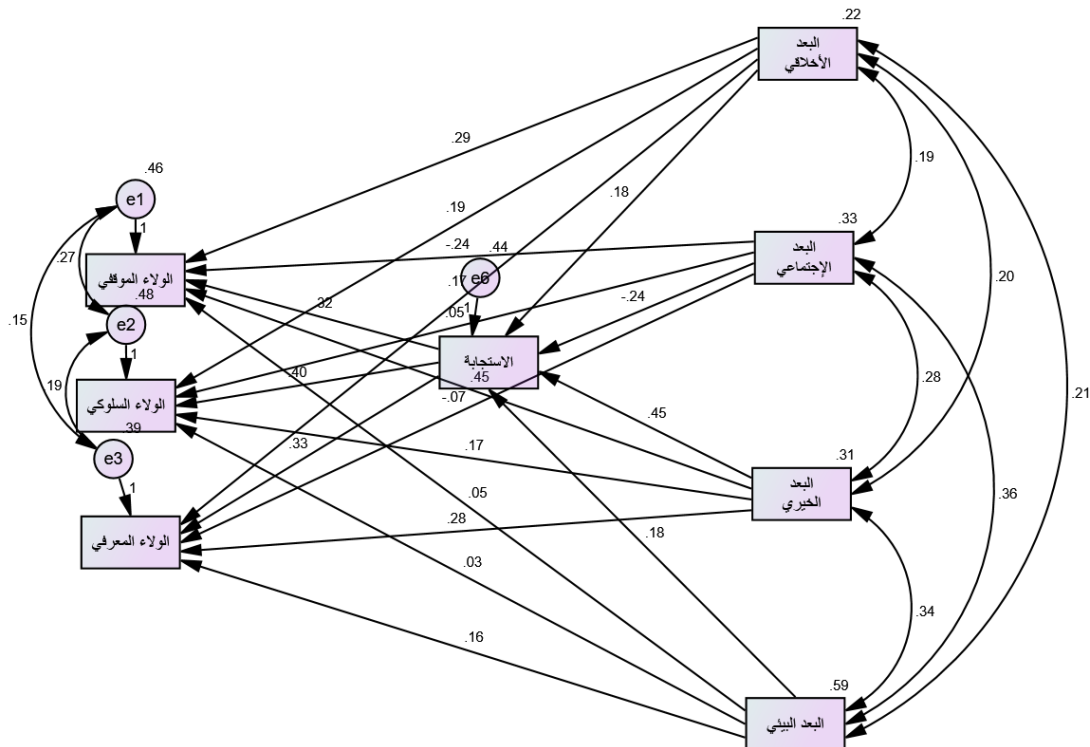 .22
البعد
الأخلاقي
.29
.19
.46
e1
.18
.19
.33
1
.27
-.24
.44
البعد
الإجتماعي
e6
.20
الولاء الموقفي
.17
.48
.32
.05
1
-.24
.15
e2
الاستجابة
1
.45
.40
.28
.21
.19
-.07
الولاء السلوكي
.45
.39
.17
.31
.33
البعد
الخيري
e3
1
.05
.36
.28
.18
الولاء المعرفي
.03
.34
.16
.59
البعد البيئي